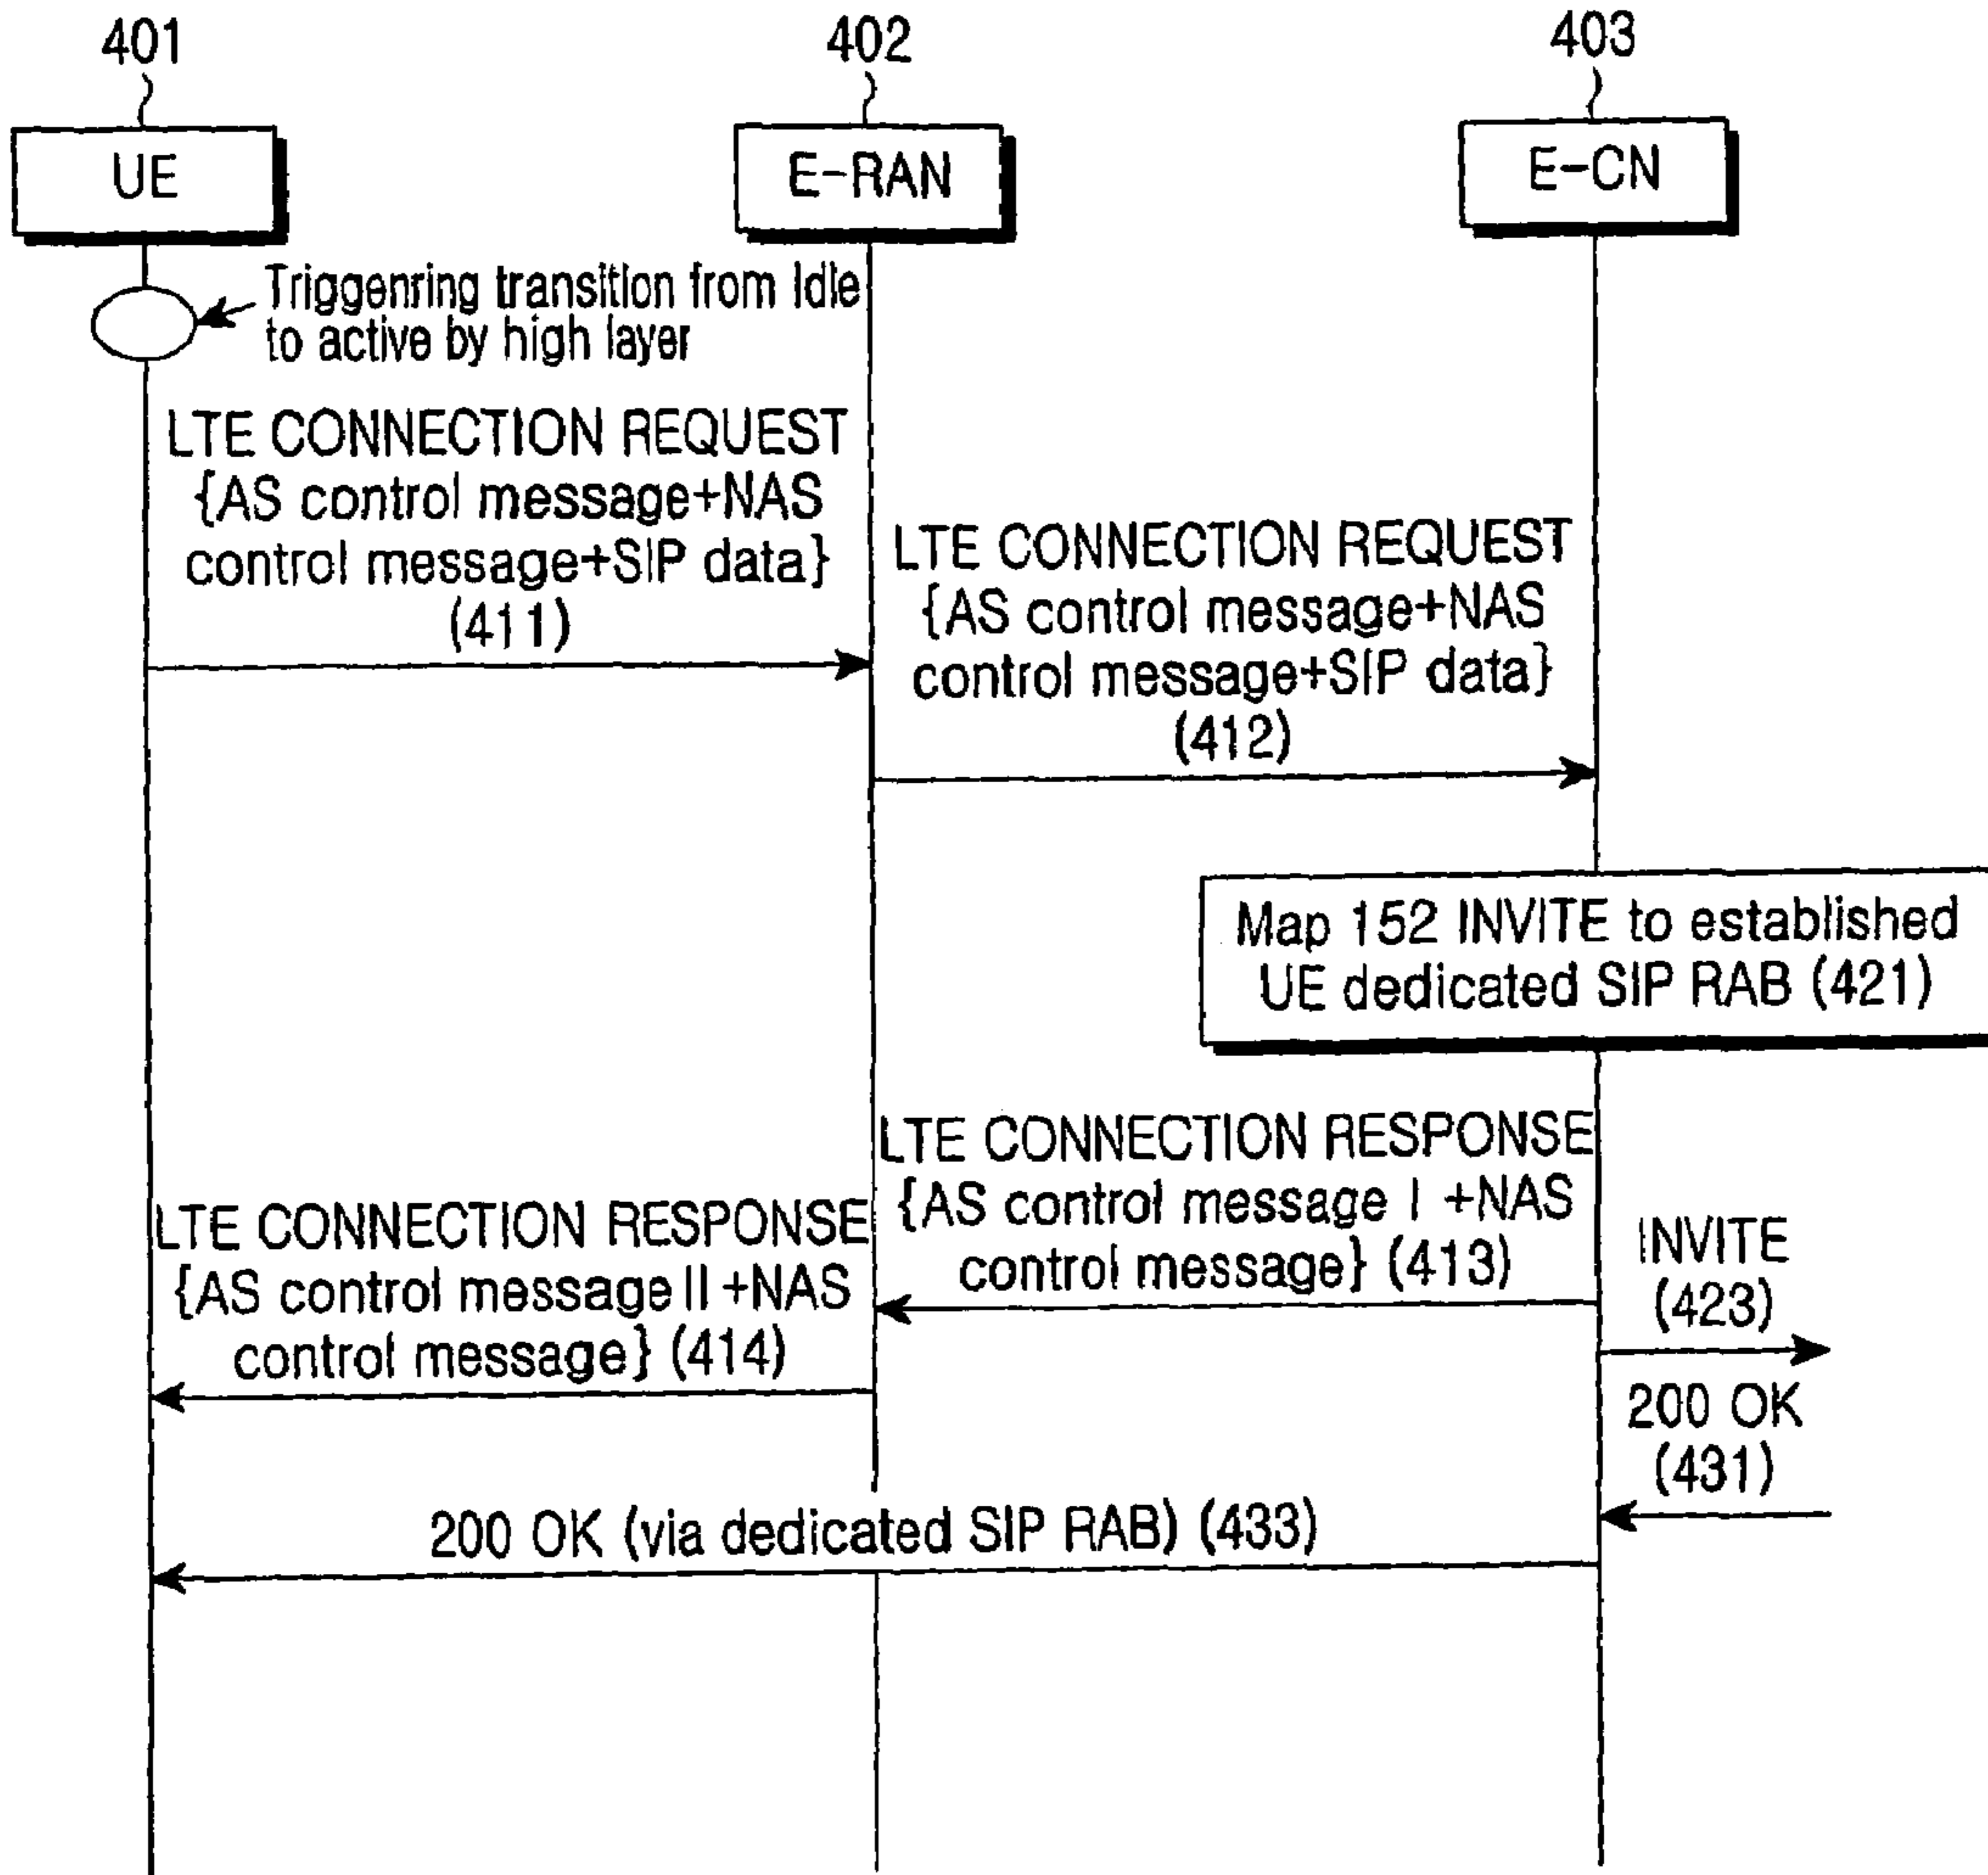 401
402
403
UE
E-RAN
E-CN
Triggenring transition from Idle
to active by high layer
LTE CONNECTION REQUEST
{AS control message+NAS
control message+SIP data}
(411)
LTE CONNECTION REQUEST
{AS control message+NAS
control message+SIP data}
(412)
Map 152 INVITE to established
UE dedicated SIP RAB (421)
LTE CONNECTION RESPONSE
{AS control message I +NAS
control message} (413)
LTE CONNECTION RESPONSE
{AS control message II +NAS
control message} (414)
INVITE
(423)
200 OK
(431)
200 OK (via dedicated SIP RAB) (433)